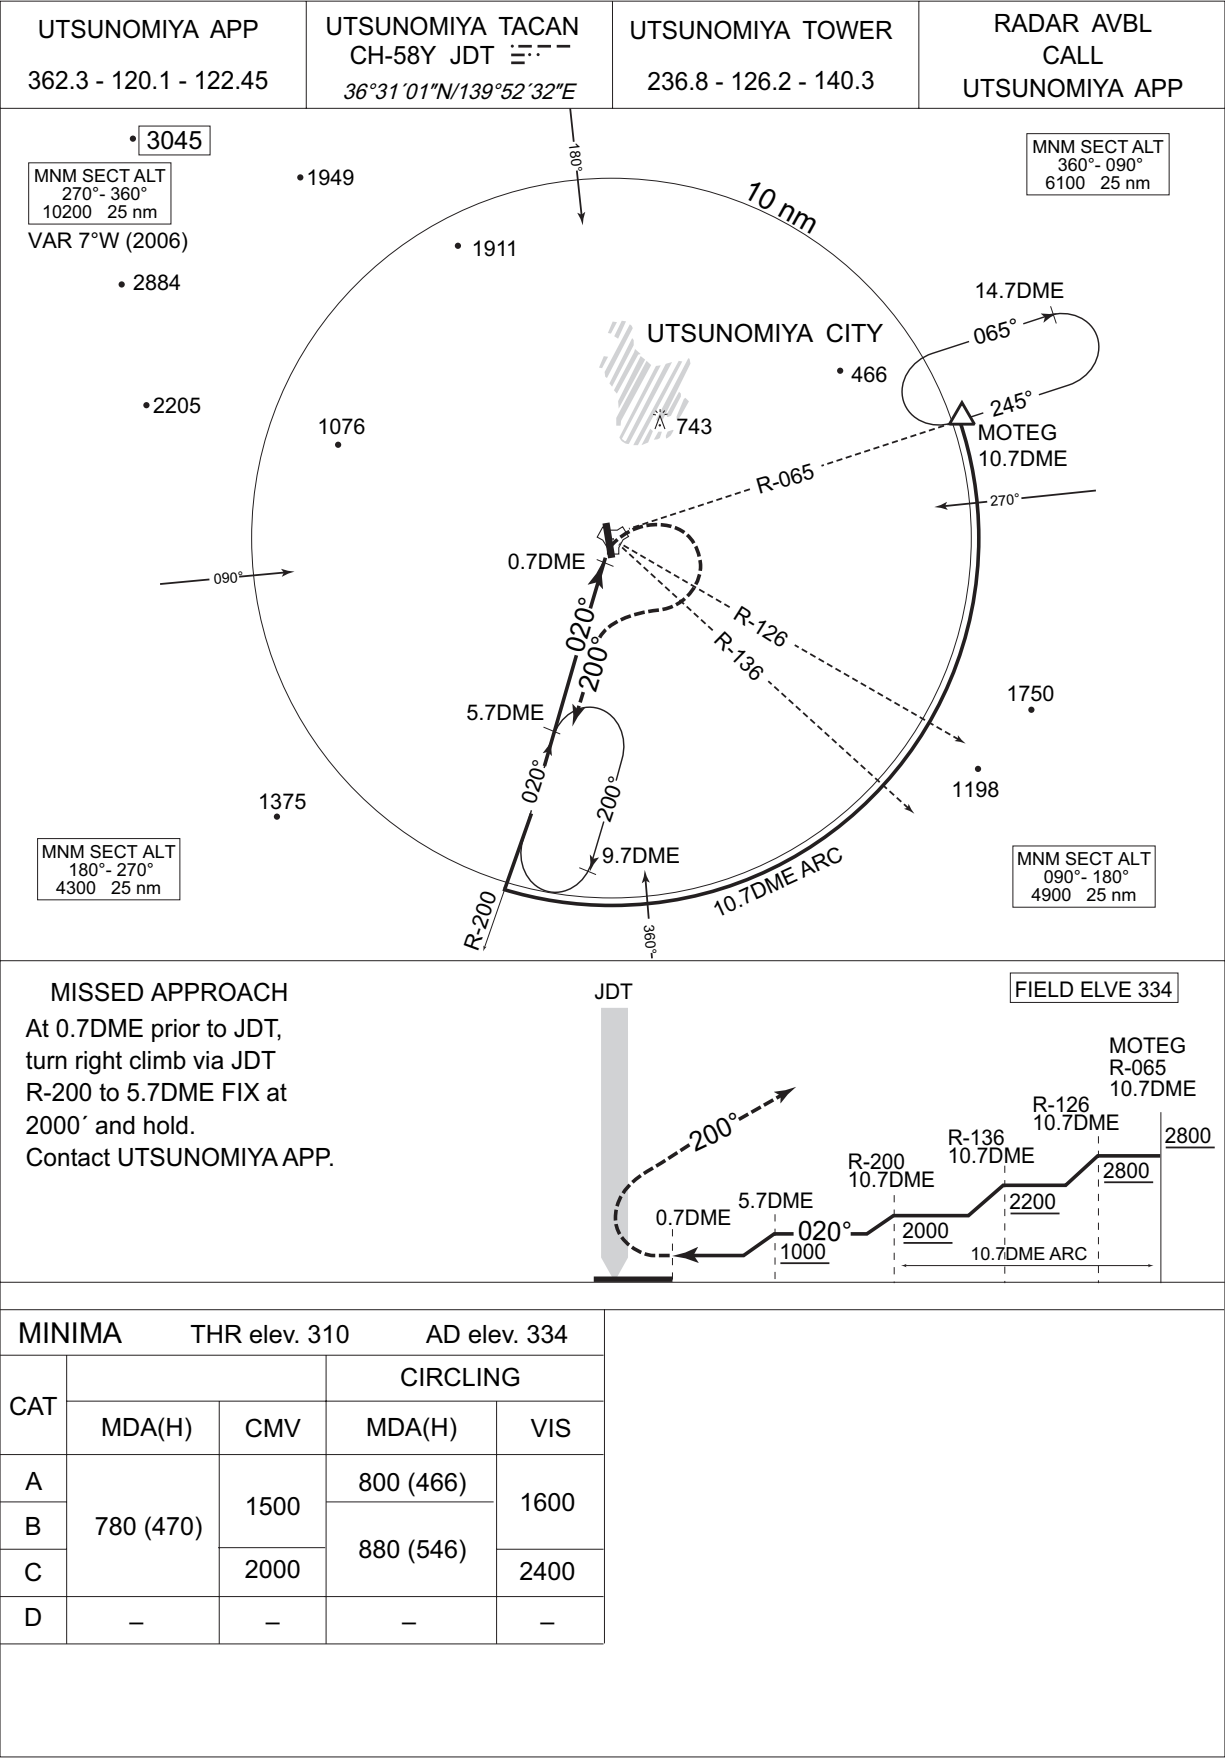 UTSUNOMIYA APP
362.3 - 120.1 - 122.45
UTSUNOMIYA TACAN
CH-58Y JDT
36°31´01″N/139°52´32″E
UTSUNOMIYA TOWER
236.8 - 126.2 - 140.3
RADAR AVBL
CALL
UTSUNOMIYA APP
3045
MNM SECT ALT
270°- 360°
10200 25 nm
VAR 7°W (2006)
1949
180°
10 nm
MNM SECT ALT
360°- 090°
6100 25 nm
1911
2884
14.7DME
065°
UTSUNOMIYA CITY
466
245°
2205
1076
743
MOTEG
10.7DME
R-065
270°
0.7DME
090°
020°
200°
R-126
R-136
5.7DME
1750
020°
200°
1198
1375
9.7DME
MNM SECT ALT
180°- 270°
4300 25 nm
10.7DME ARC
MNM SECT ALT
090°- 180°
4900 25 nm
R-200
360°
MISSED APPROACH
At 0.7DME prior to JDT,
turn right climb via JDT
R-200 to 5.7DME FIX at
2000´ and hold.
Contact UTSUNOMIYA APP.
JDT
FIELD ELVE 334
MOTEG
R-065
10.7DME
R-126
10.7DME
2800
R-136
10.7DME
2800
R-200
10.7DME
2200
200°
5.7DME
0.7DME
020°
2000
1000
10.7DME ARC
MINIMA THR elev. 310 AD elev. 334
CAT
CIRCLING
MDA(H) CMV MDA(H) VIS
A
800 (466)
B
780 (470)
1500
1600
880 (546)
C
2000
2400
D – – – –